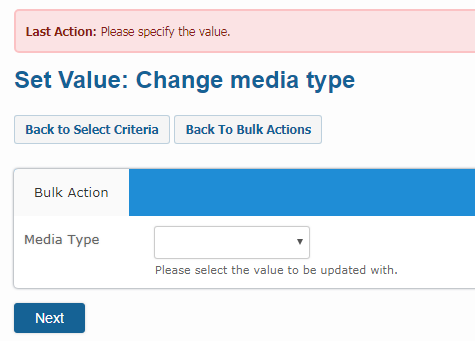 Last Action: Please specify the value.
Set Value: Change media type
Back to Select Criteria Back To Bulk Actions
Bulk Action
Media Type
Please select the value to be updated with.
Next